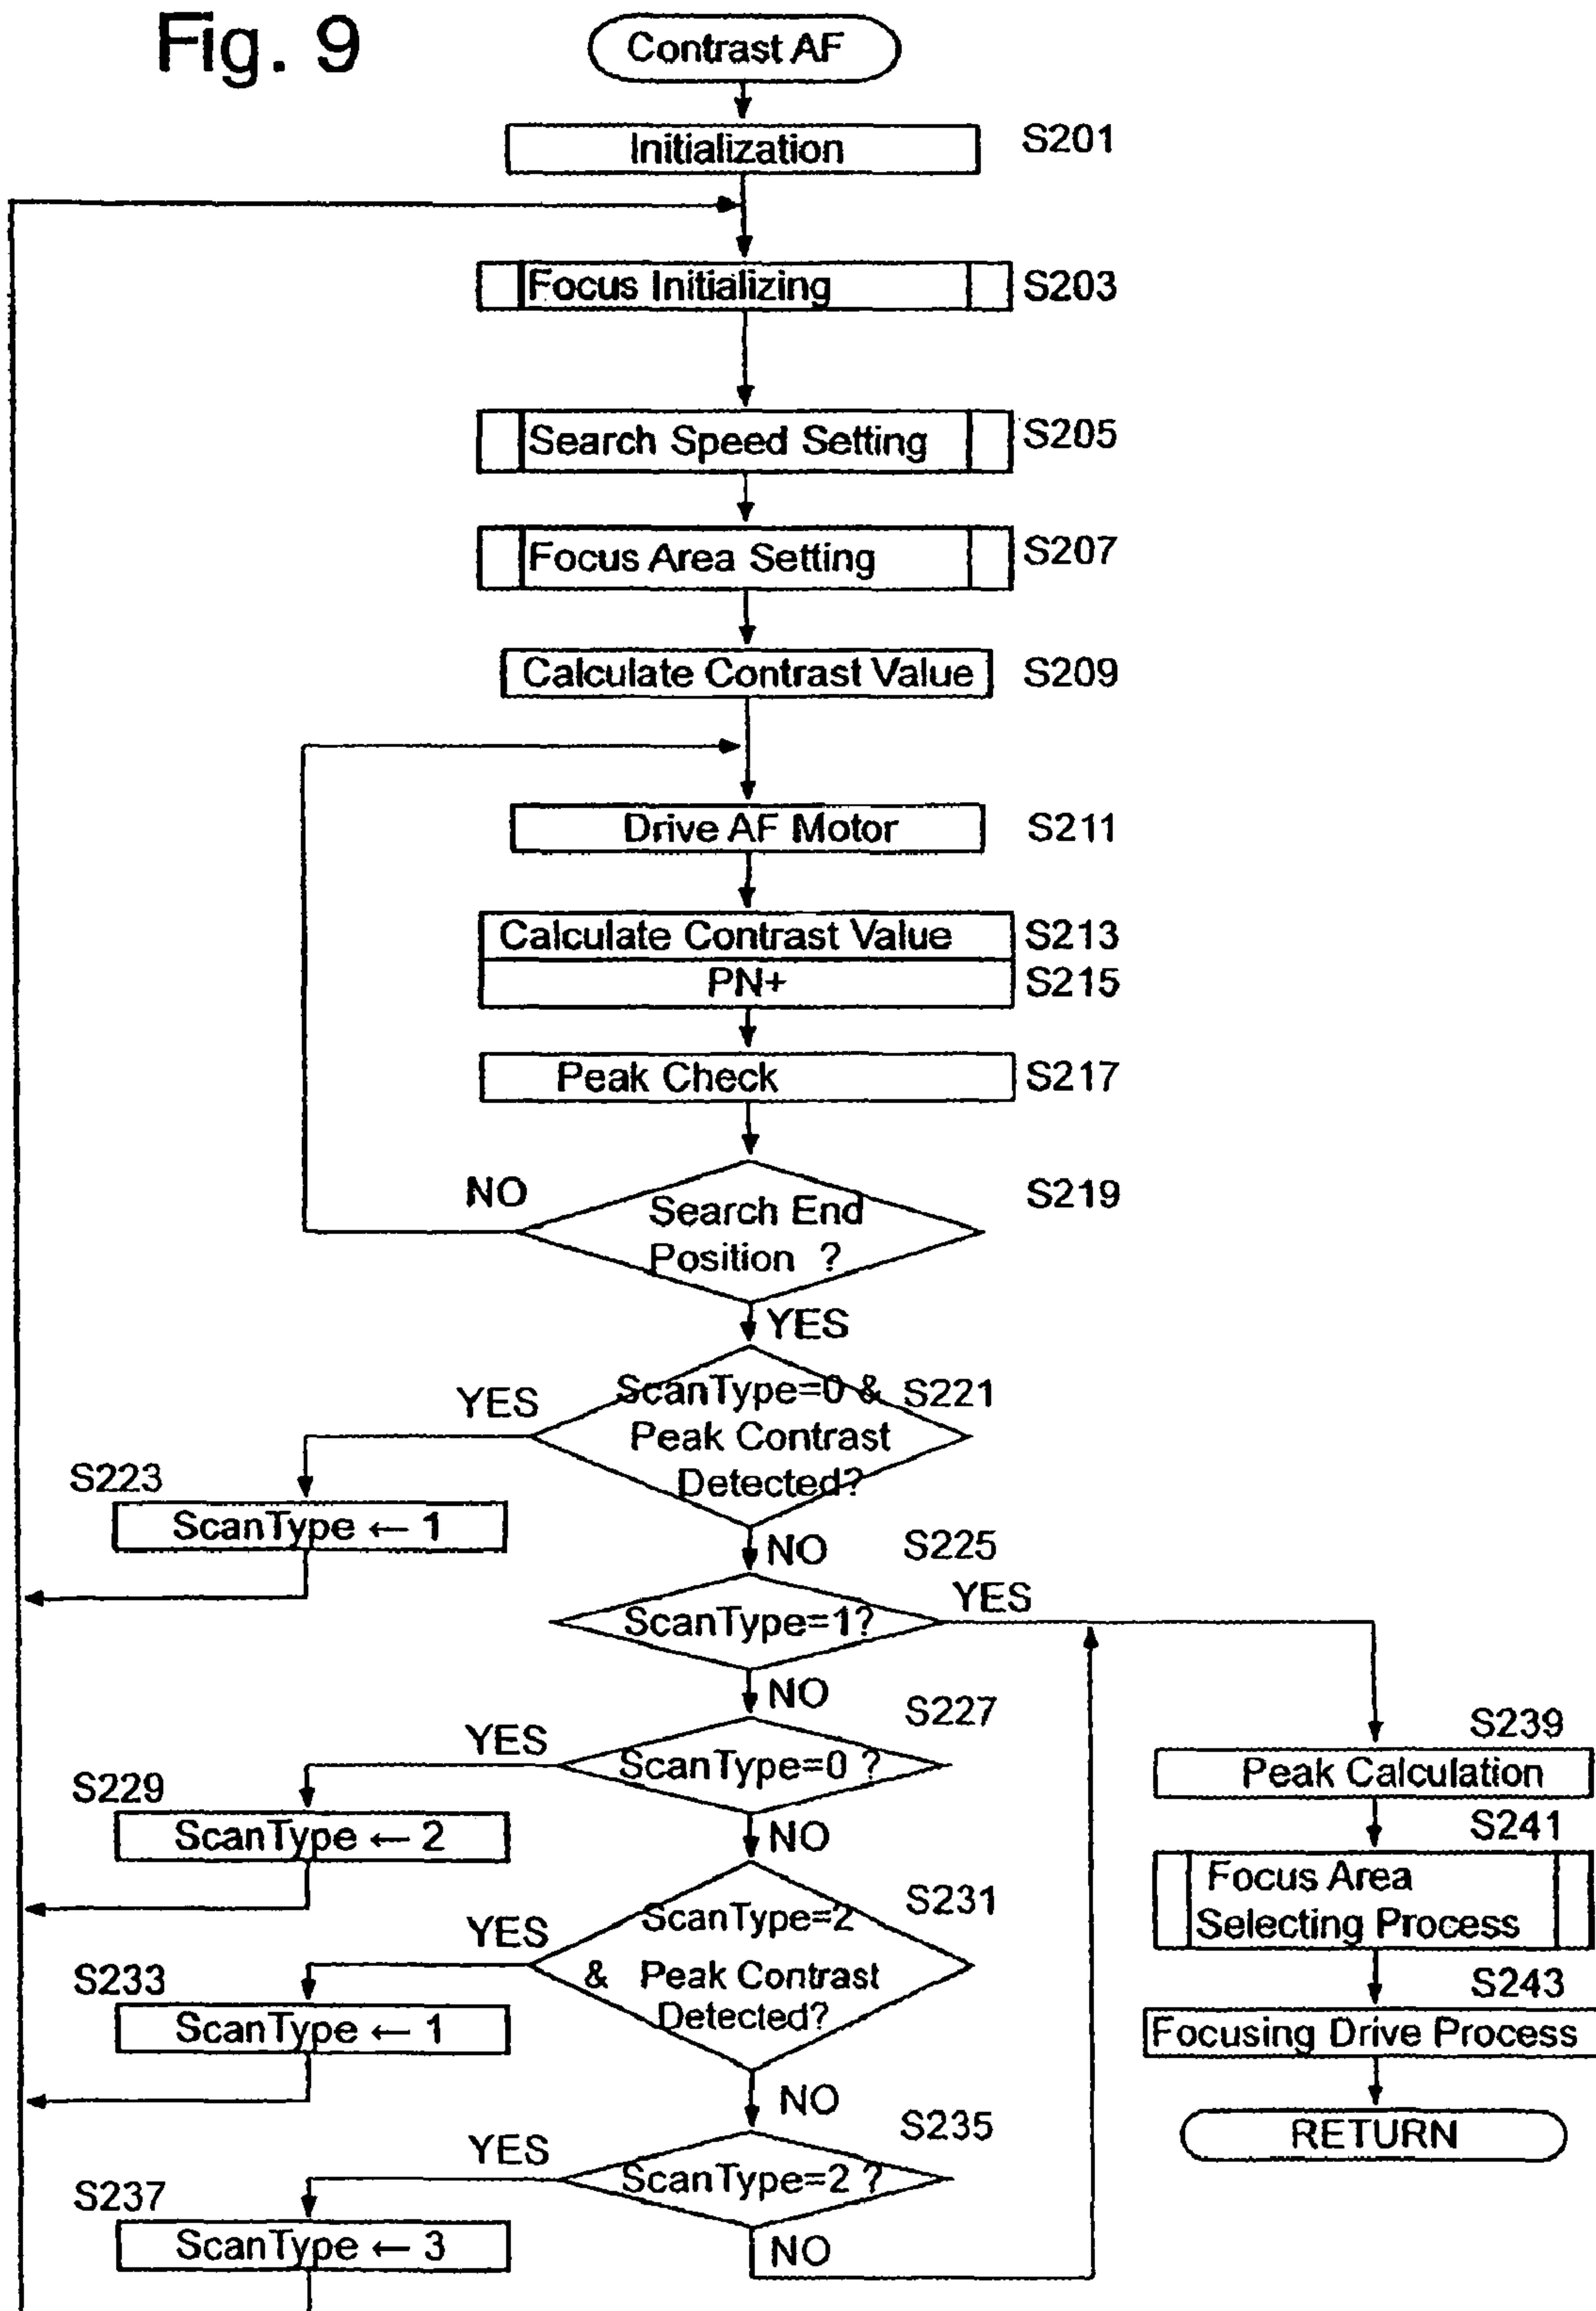 Fig. 9
Contrast AF
Initialization
S201
Focus Initializing
S203
Search Speed Setting
S205
Focus Area Setting
S207
Calculate Contrast Value
S209
Drive AF Motor
S211
Calculate Contrast Value
S213
PN+
S215
Peak Check
S217
NO
Search End
Position ?
S219
YES
YES
ScanType=0 &
Peak Contrast
Detected?
S221
S223
ScanType ← 1
NO
S225
ScanType=1?
YES
NO
S227
YES
ScanType=0 ?
S229
ScanType ← 2
NO
S231
YES
ScanType=2
& Peak Contrast
Detected?
S233
ScanType ← 1
NO
S235
YES
ScanType=2 ?
S237
ScanType ← 3
NO
S239
Peak Calculation
S241
Focus Area
Selecting Process
S243
Focusing Drive Process
RETURN